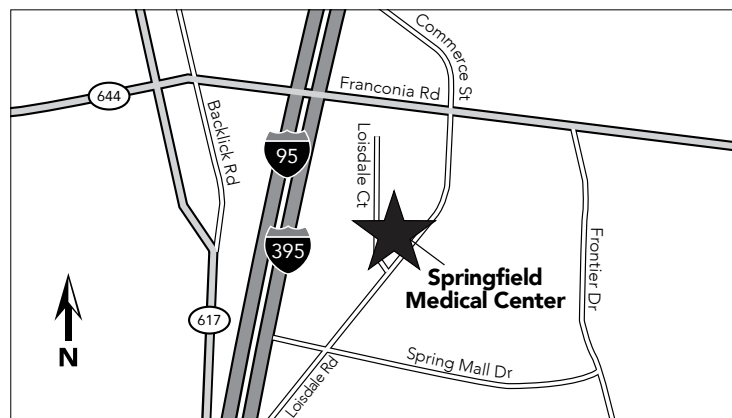 Commerce St
Franconia Rd
644
Backlick Rd
95
Loisdale Ct
395
Frontier Dr
Springfield
Medical Center
617
N
Loisdale Rd
Spring Mall Dr